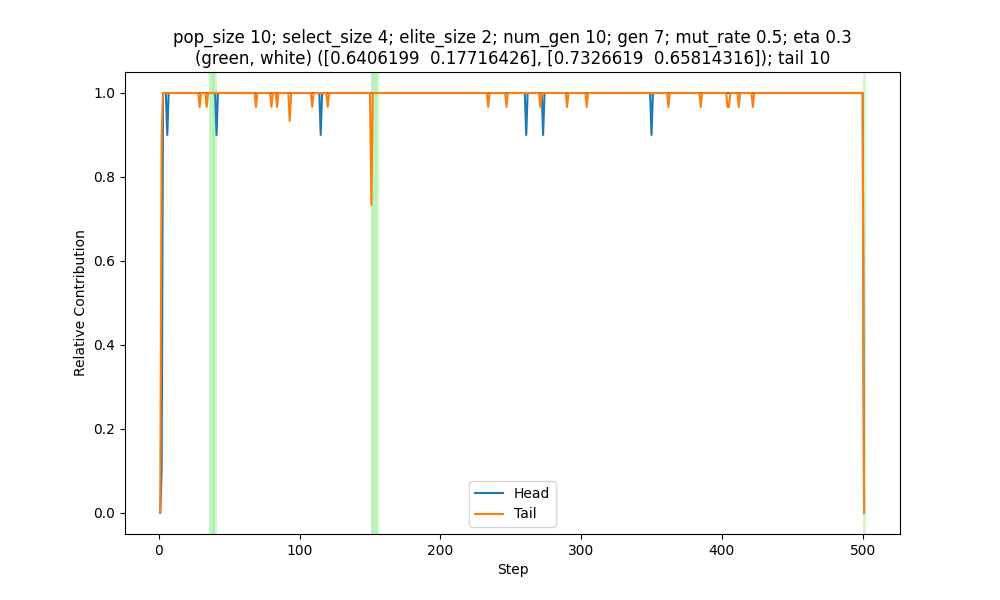 pop_size 10; select_size 4; elite_size 2; num_gen 10; gen 7; mut_rate 0.5; eta 0.3
(green, white) ([0.6406199  0.17716426], [0.7326619  0.65814316]); tail 10
1.0
0.8
0.6
0.4
0.2
0.0
Relative Contribution
Head
Tail
0
100
200
300
400
500
Step